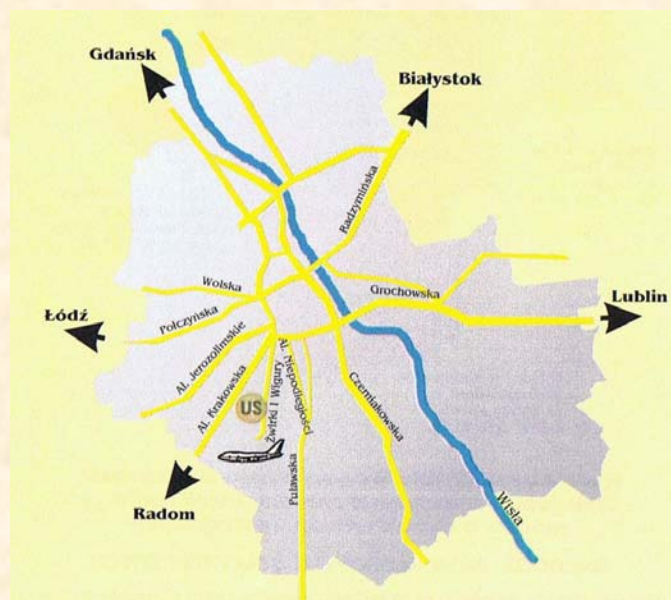 Gdańsk
Białystok
Radzymińska
Wolska
Grochowska
Lublin
Łódź
Połczyńska
Al. Jerozolimskie
Al. Krakowska
US
Żwirki I Wigury
Al. Niepodległości
Czerniakowska
Puławska
Radom
Wisła